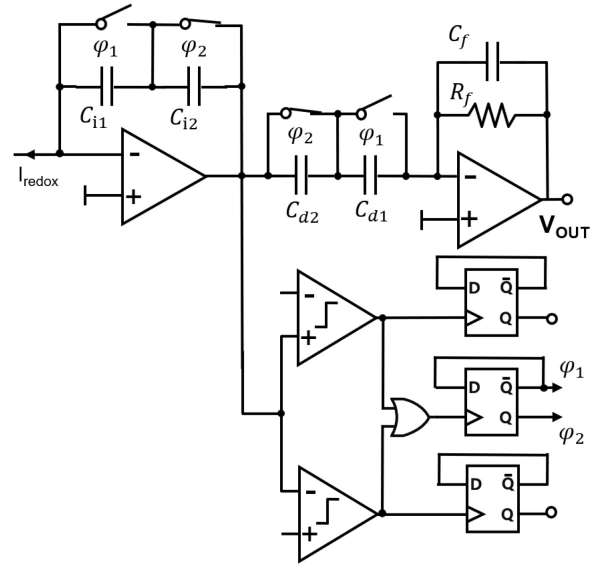 φ1 φ2
Ci1 Ci2
Iredox
-
+
φ2 φ1
Cd2 Cd1
Cf
Rf
-
+
VOUT
-
+
D Q̄
Q
D Q̄ φ1
Q φ2
-
+
D Q̄
Q